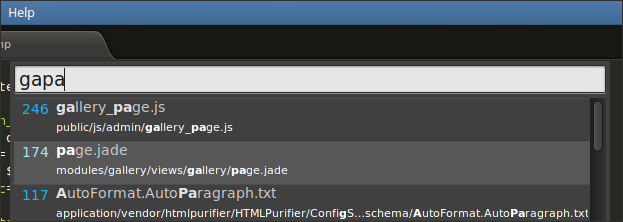 Help
np
gapa
246 gallery_page.js
public/js/admin/gallery_page.js
174 page.jade
modules/gallery/views/gallery/page.jade
117 AutoFormat.AutoParagraph.txt
application/vendor/htmlpurifier/HTMLPurifier/ConfigS...schema/AutoFormat.AutoParagraph.txt